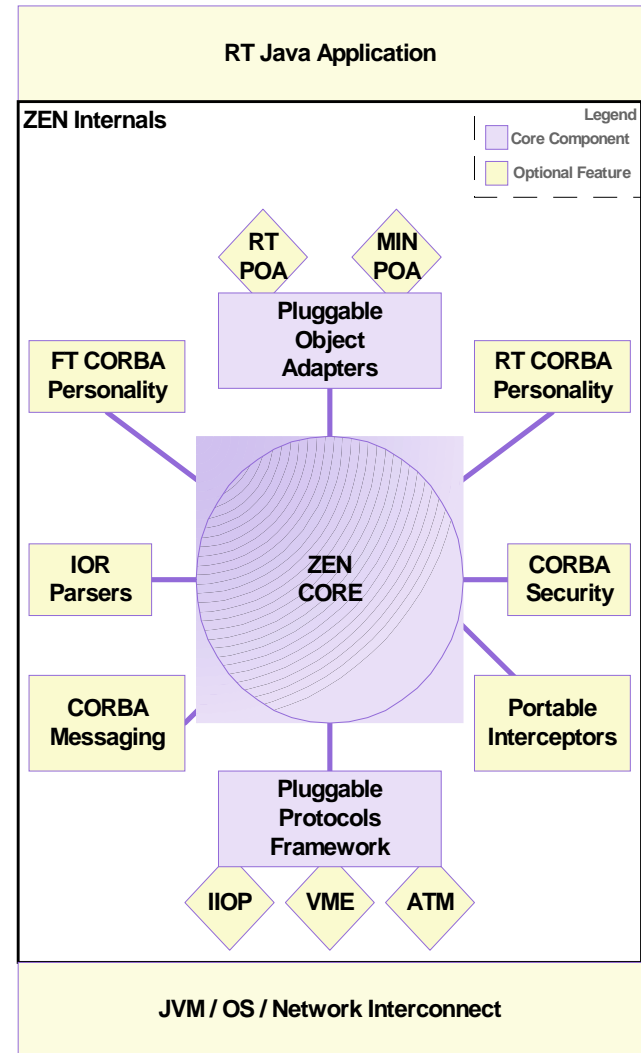 RT Java Application
ZEN Internals
Legend
Core Component
Optional Feature
RT
POA
MIN
POA
Pluggable
Object
Adapters
FT CORBA
Personality
RT CORBA
Personality
IOR
Parsers
ZEN
CORE
CORBA
Security
CORBA
Messaging
Portable
Interceptors
Pluggable
Protocols
Framework
IIOP
VME
ATM
JVM / OS / Network Interconnect